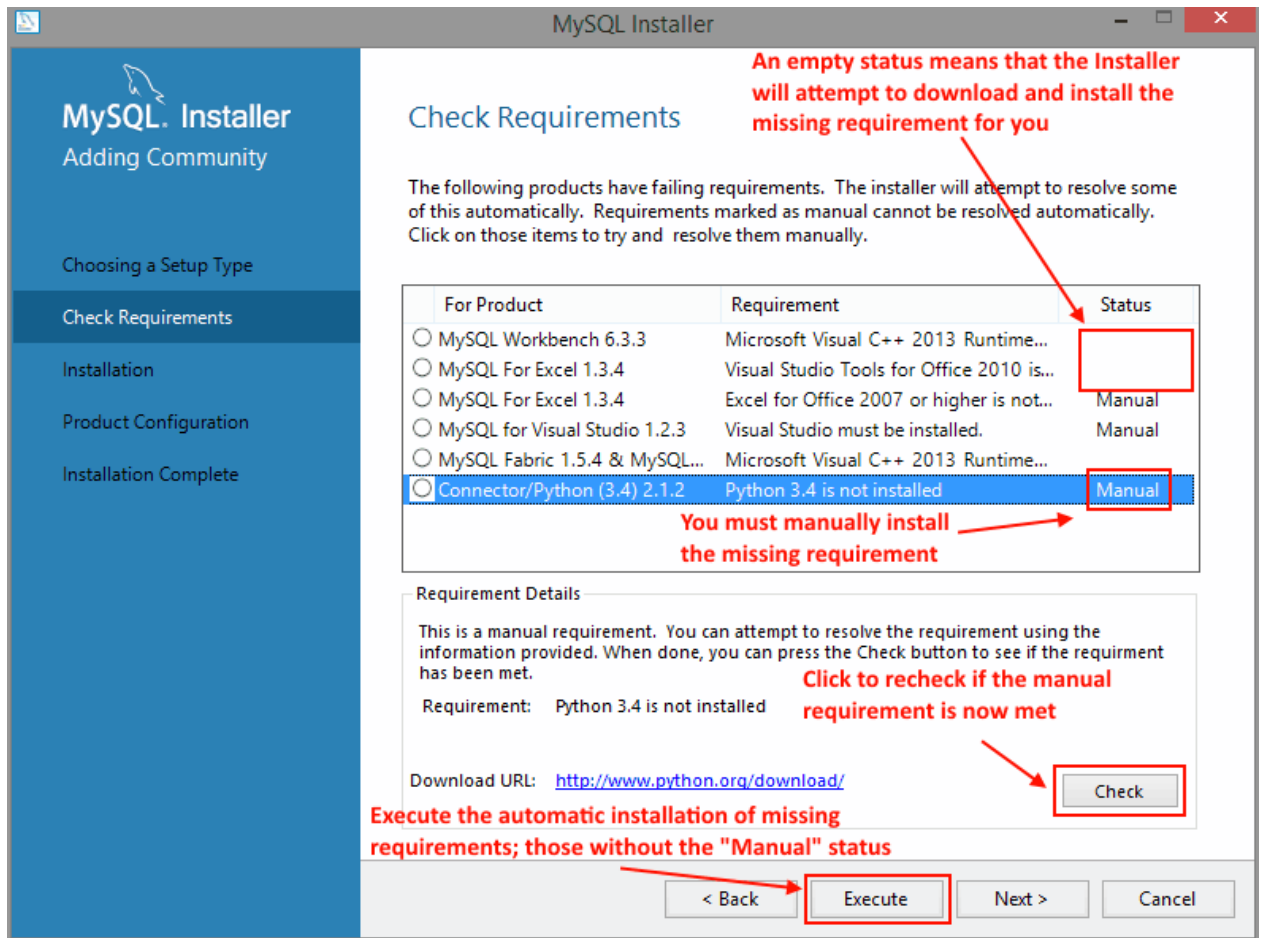 MySQL Installer
An empty status means that the Installer
will attempt to download and install the
missing requirement for you
MySQL. Installer
Adding Community
Choosing a Setup Type
Check Requirements
Installation
Product Configuration
Installation Complete
Check Requirements
The following products have failing requirements. The installer will attempt to resolve some
of this automatically. Requirements marked as manual cannot be resolved automatically.
Click on those items to try and resolve them manually.
For Product Requirement Status
MySQL Workbench 6.3.3 Microsoft Visual C++ 2013 Runtime...
MySQL For Excel 1.3.4 Visual Studio Tools for Office 2010 is...
MySQL For Excel 1.3.4 Excel for Office 2007 or higher is not... Manual
MySQL for Visual Studio 1.2.3 Visual Studio must be installed. Manual
MySQL Fabric 1.5.4 & MySQL... Microsoft Visual C++ 2013 Runtime...
Connector/Python (3.4) 2.1.2 Python 3.4 is not installed Manual
You must manually install
the missing requirement
Requirement Details
This is a manual requirement. You can attempt to resolve the requirement using the
information provided. When done, you can press the Check button to see if the requirment
has been met.
Click to recheck if the manual
requirement is now met
Requirement: Python 3.4 is not installed
Download URL: http://www.python.org/download/
Check
Execute the automatic installation of missing
requirements; those without the "Manual" status
< Back Execute Next > Cancel